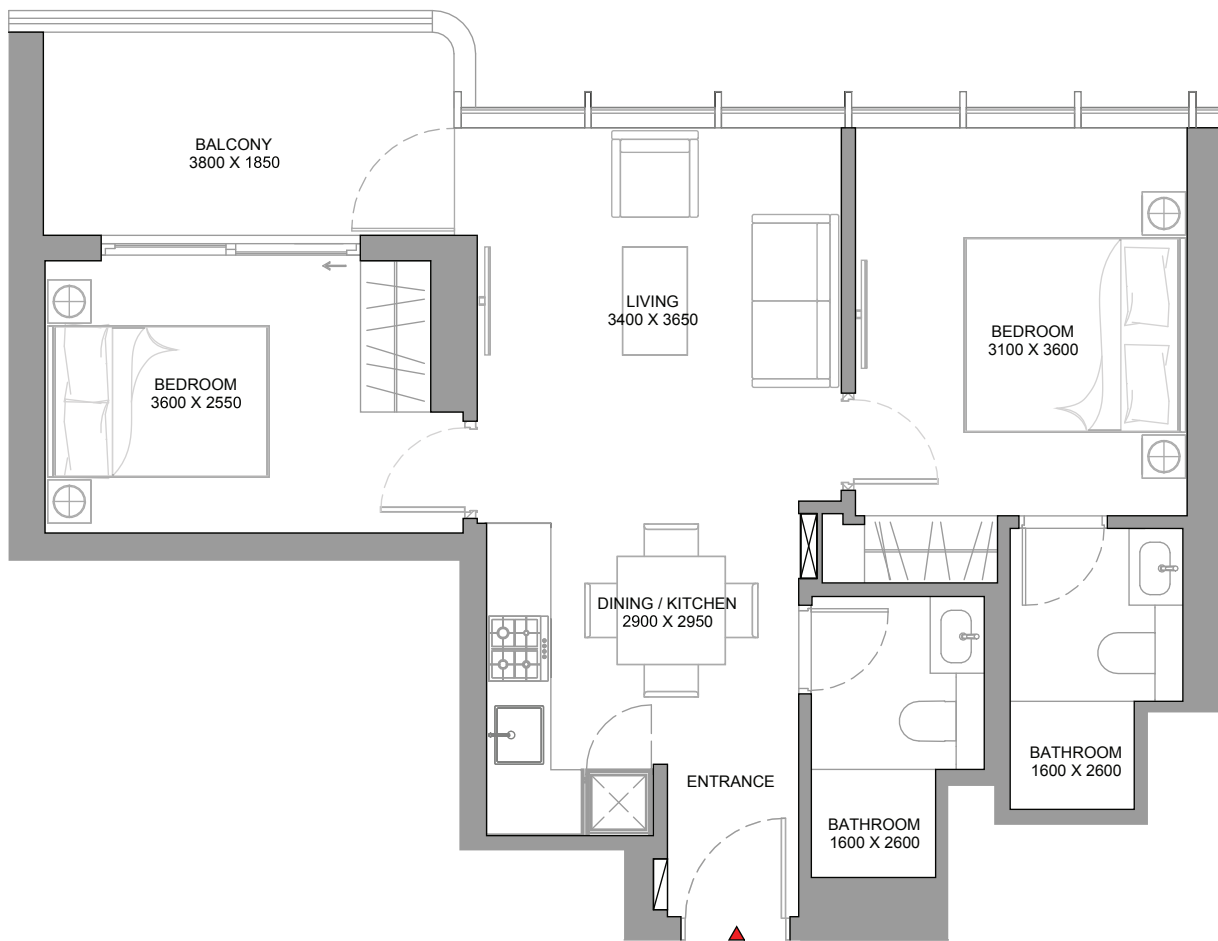 BALCONY
3800 X 1850
LIVING
3400 X 3650
BEDROOM
3100 X 3600
BEDROOM
3600 X 2550
DINING / KITCHEN
2900 X 2950
BATHROOM
1600 X 2600
ENTRANCE
BATHROOM
1600 X 2600